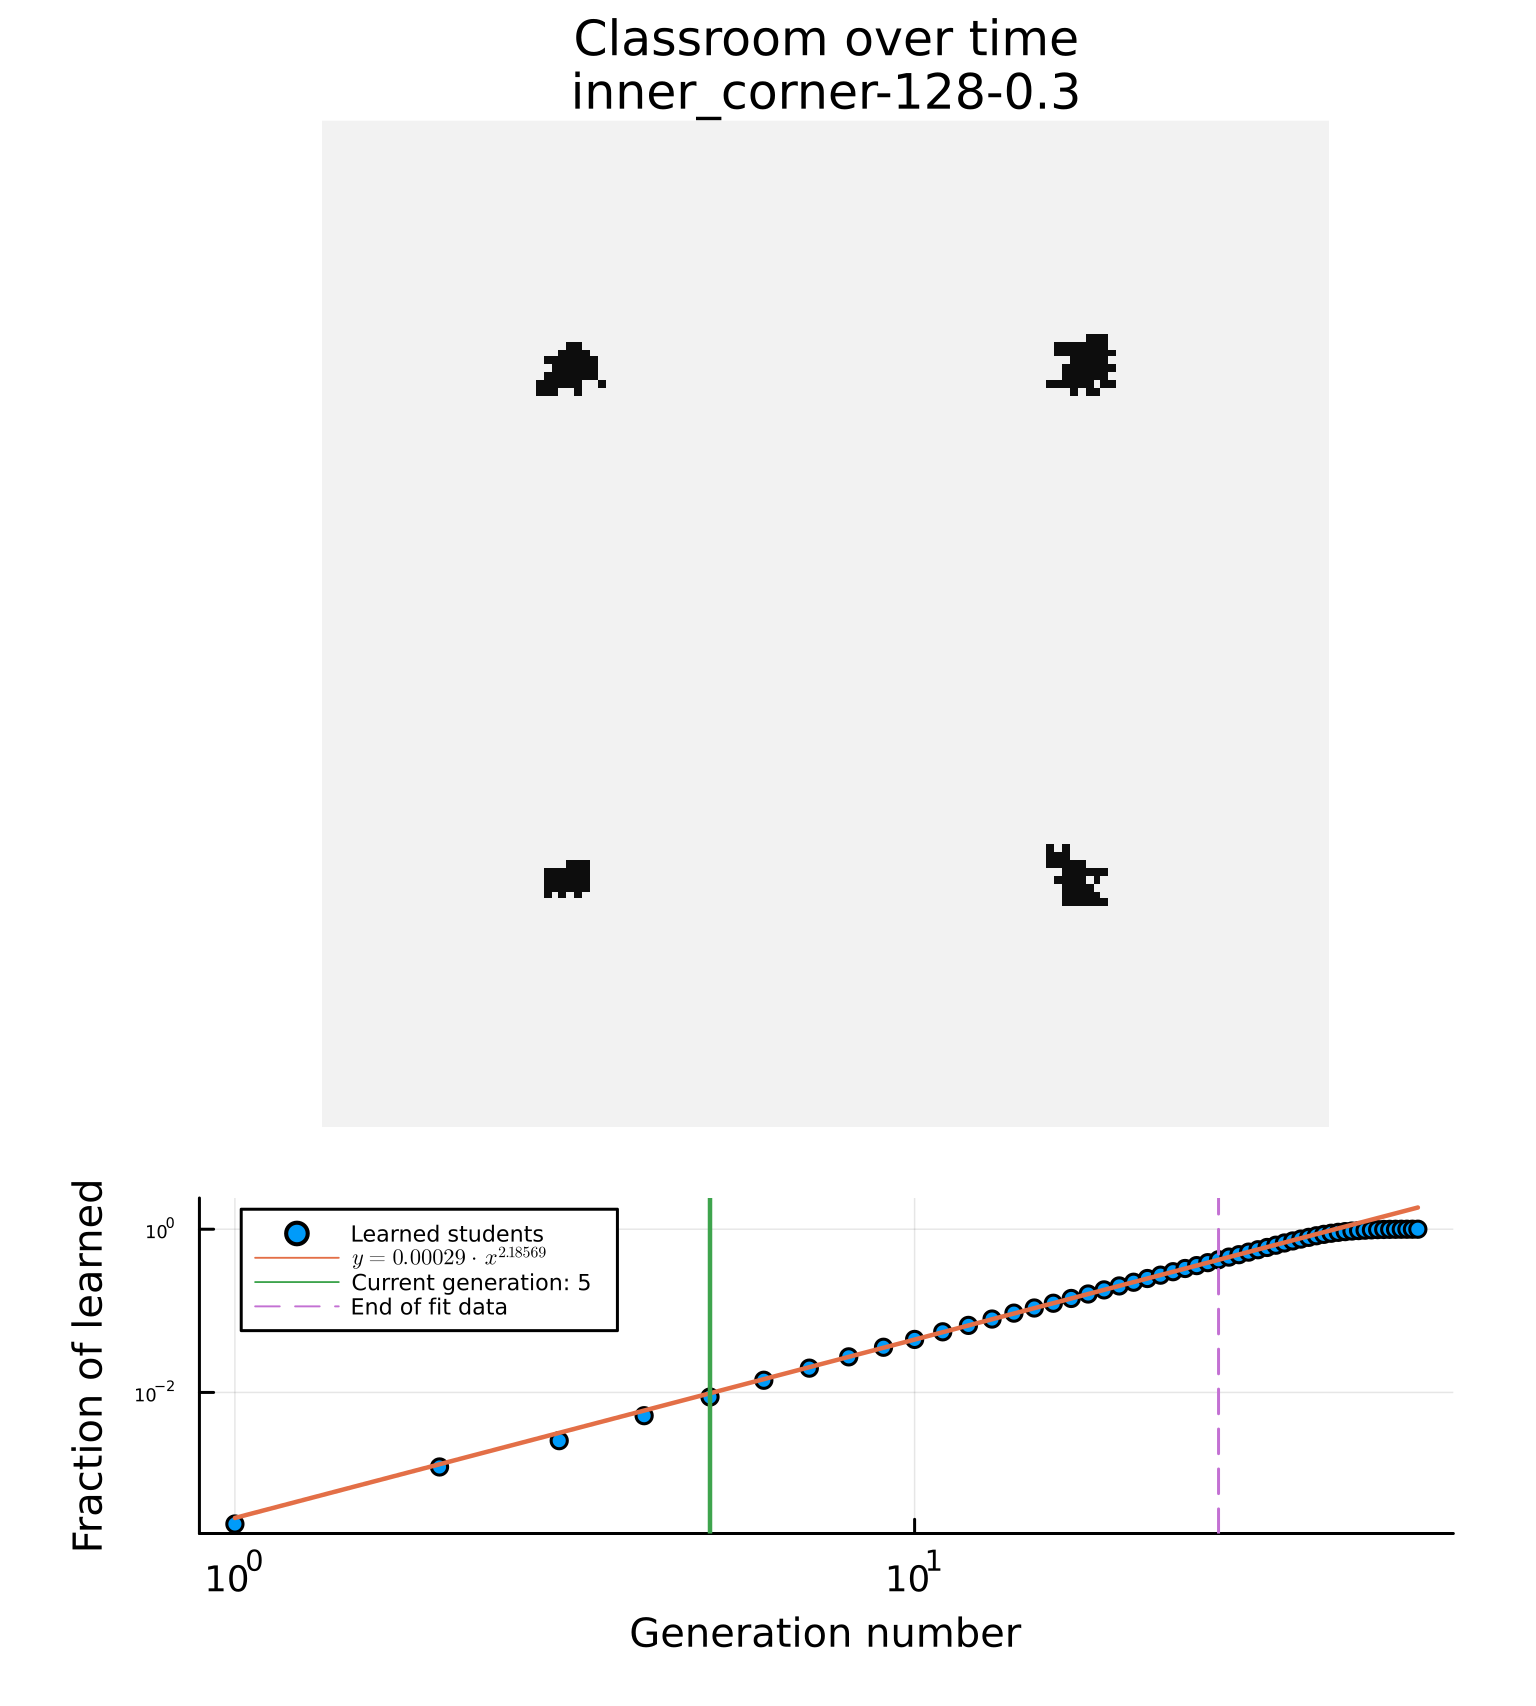 Classroom over time
inner_corner-128-0.3
Fraction of learned
10^0
10^-2
Learned students
y = 0.00029 · x^2.18569
Current generation: 5
End of fit data
10^0
10^1
Generation number